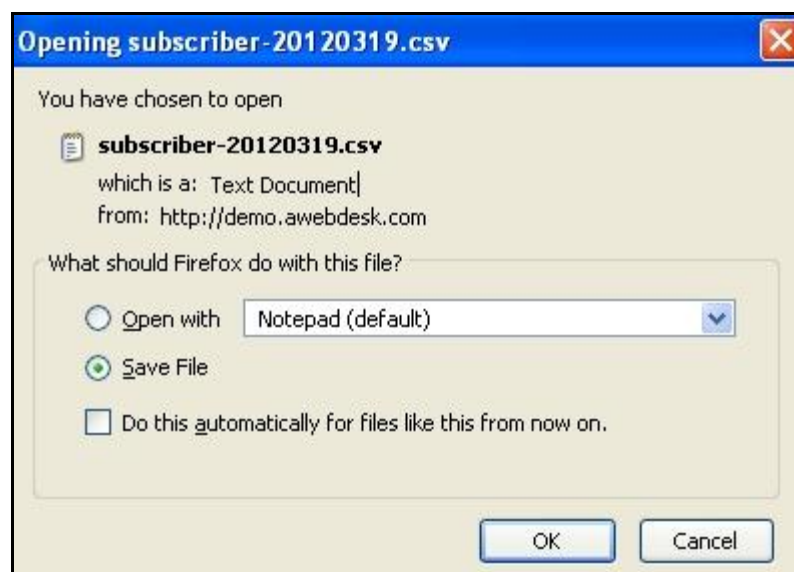 Opening subscriber-20120319.csv
You have chosen to open
subscriber-20120319.csv
which is a: Text Document
from: http://demo.awebdesk.com
What should Firefox do with this file?
Open with Notepad (default)
Save File
Do this automatically for files like this from now on.
OK Cancel